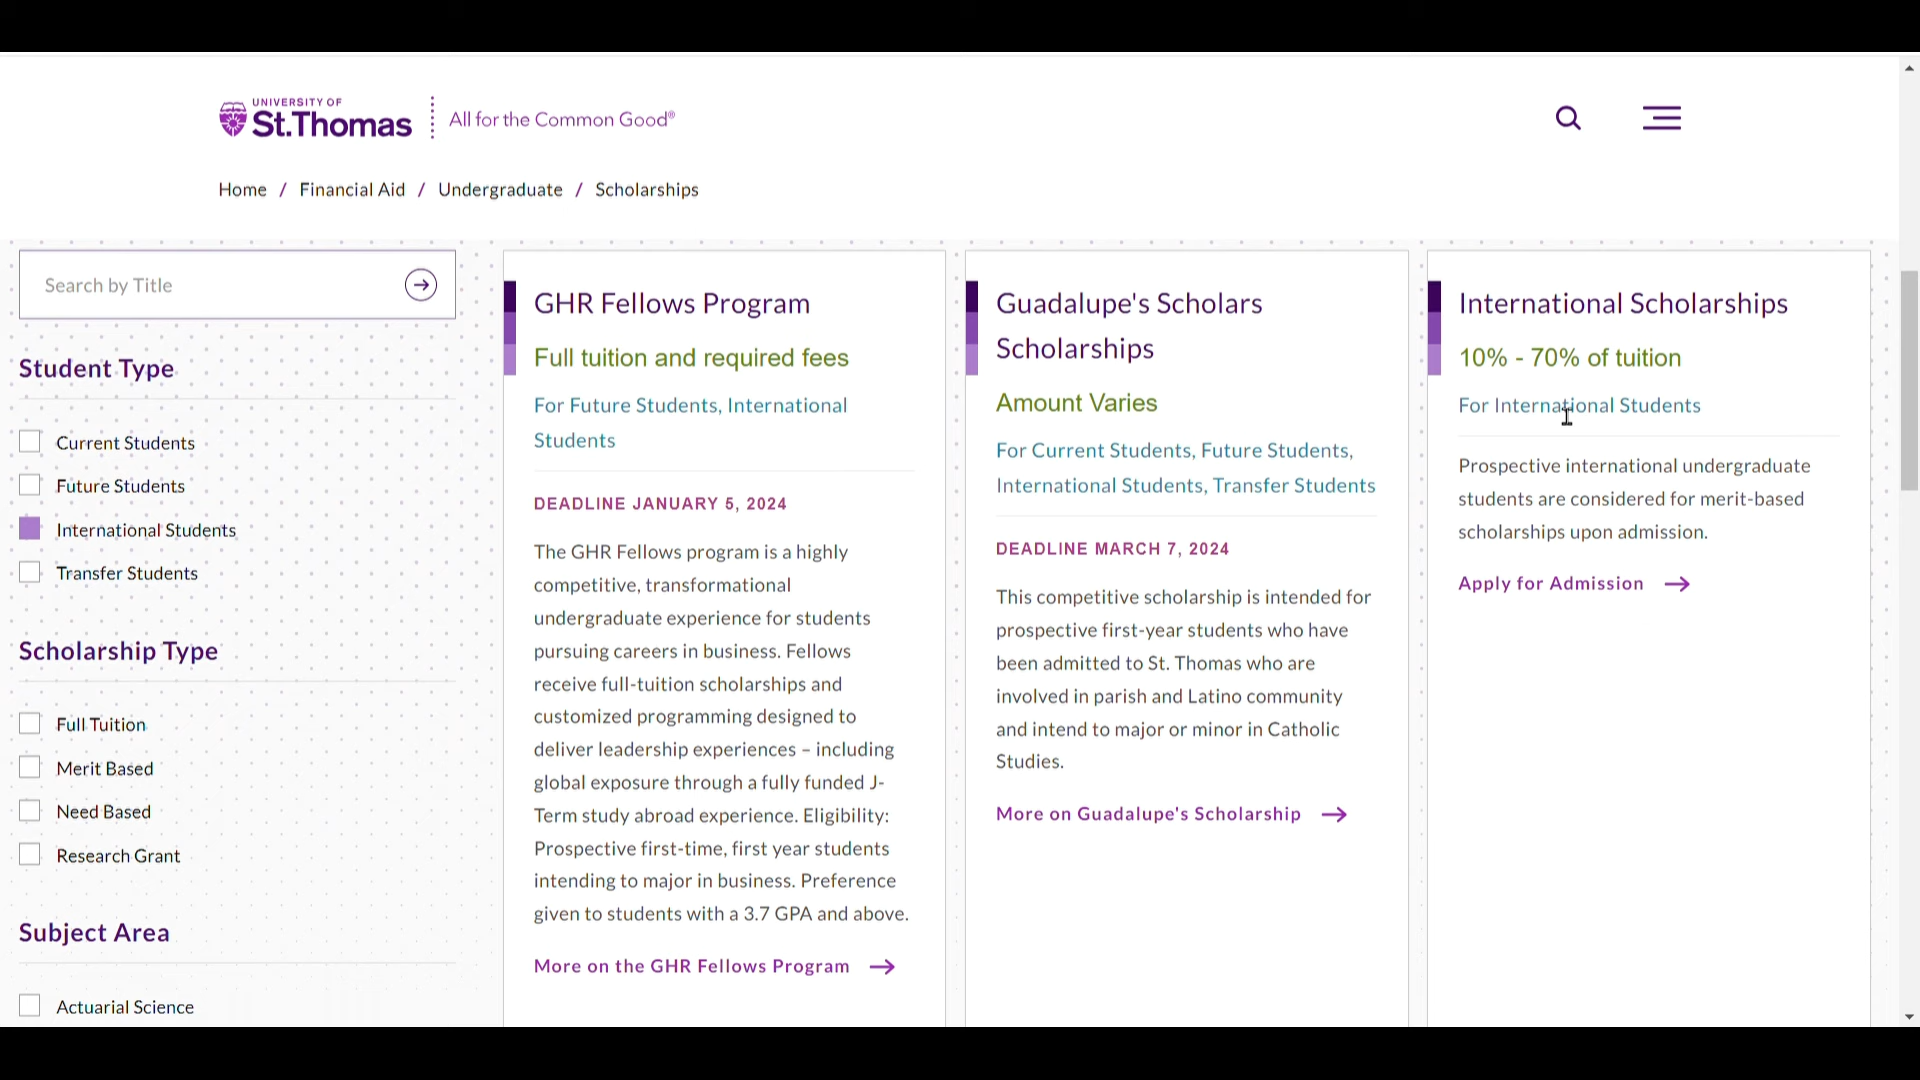 UNIVERSITY OF
St.Thomas
All for the Common Good®
Home / Financial Aid / Undergraduate / Scholarships
Search by Title
Student Type
Current Students
Future Students
International Students
Transfer Students
Scholarship Type
Full Tuition
Merit Based
Need Based
Research Grant
Subject Area
Actuarial Science
GHR Fellows Program
Full tuition and required fees
For Future Students, International
Students
DEADLINE JANUARY 5, 2024
The GHR Fellows program is a highly
competitive, transformational
undergraduate experience for students
pursuing careers in business. Fellows
receive full-tuition scholarships and
customized programming designed to
deliver leadership experiences – including
global exposure through a fully funded J-
Term study abroad experience. Eligibility:
Prospective first-time, first year students
intending to major in business. Preference
given to students with a 3.7 GPA and above.
More on the GHR Fellows Program
Guadalupe's Scholars
Scholarships
Amount Varies
For Current Students, Future Students,
International Students, Transfer Students
DEADLINE MARCH 7, 2024
This competitive scholarship is intended for
prospective first-year students who have
been admitted to St. Thomas who are
involved in parish and Latino community
and intend to major or minor in Catholic
Studies.
More on Guadalupe's Scholarship
International Scholarships
10% - 70% of tuition
For International Students
Prospective international undergraduate
students are considered for merit-based
scholarships upon admission.
Apply for Admission